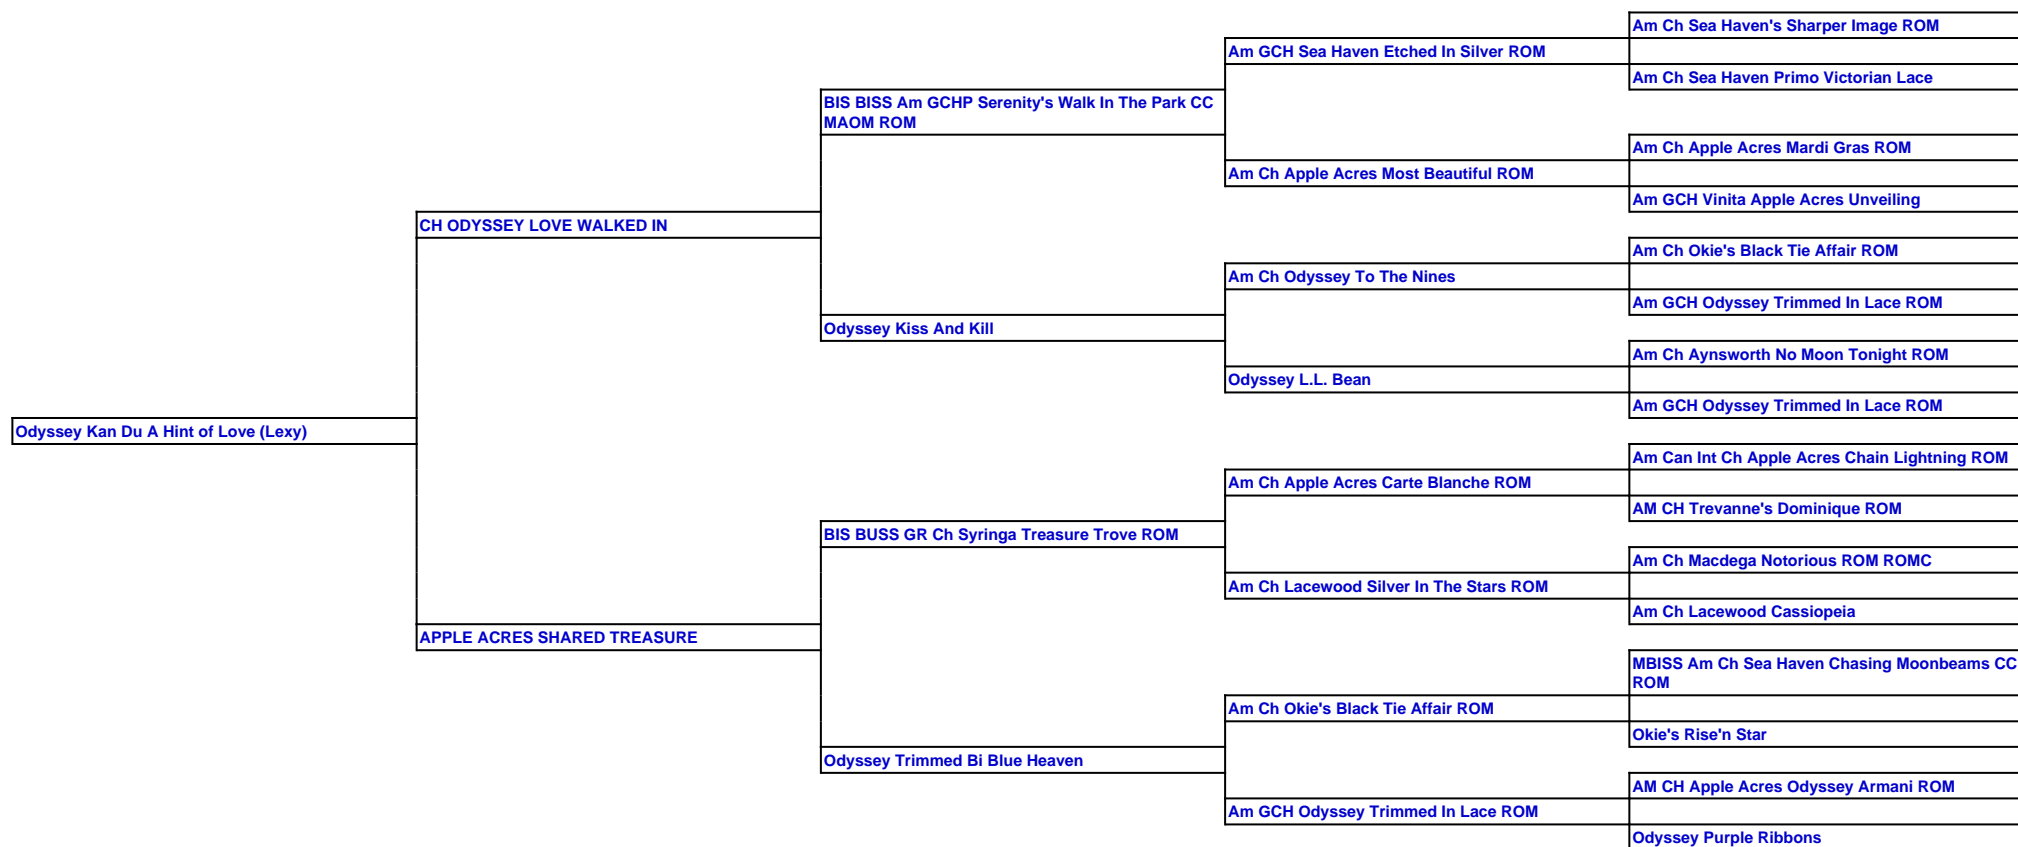 Am Ch Sea Haven's Sharper Image ROM
Am GCH Sea Haven Etched In Silver ROM
Am Ch Sea Haven Primo Victorian Lace
BIS BISS Am GCHP Serenity's Walk In The Park CC
MAOM ROM
Am Ch Apple Acres Mardi Gras ROM
Am Ch Apple Acres Most Beautiful ROM
Am GCH Vinita Apple Acres Unveiling
CH ODYSSEY LOVE WALKED IN
Am Ch Okie's Black Tie Affair ROM
Am Ch Odyssey To The Nines
Am GCH Odyssey Trimmed In Lace ROM
Odyssey Kiss And Kill
Am Ch Aynsworth No Moon Tonight ROM
Odyssey L.L. Bean
Am GCH Odyssey Trimmed In Lace ROM
Odyssey Kan Du A Hint of Love (Lexy)
Am Can Int Ch Apple Acres Chain Lightning ROM
Am Ch Apple Acres Carte Blanche ROM
AM CH Trevanne's Dominique ROM
BIS BUSS GR Ch Syringa Treasure Trove ROM
Am Ch Macdega Notorious ROM ROMC
Am Ch Lacewood Silver In The Stars ROM
Am Ch Lacewood Cassiopeia
APPLE ACRES SHARED TREASURE
MBISS Am Ch Sea Haven Chasing Moonbeams CC
ROM
Am Ch Okie's Black Tie Affair ROM
Okie's Rise'n Star
Odyssey Trimmed Bi Blue Heaven
AM CH Apple Acres Odyssey Armani ROM
Am GCH Odyssey Trimmed In Lace ROM
Odyssey Purple Ribbons